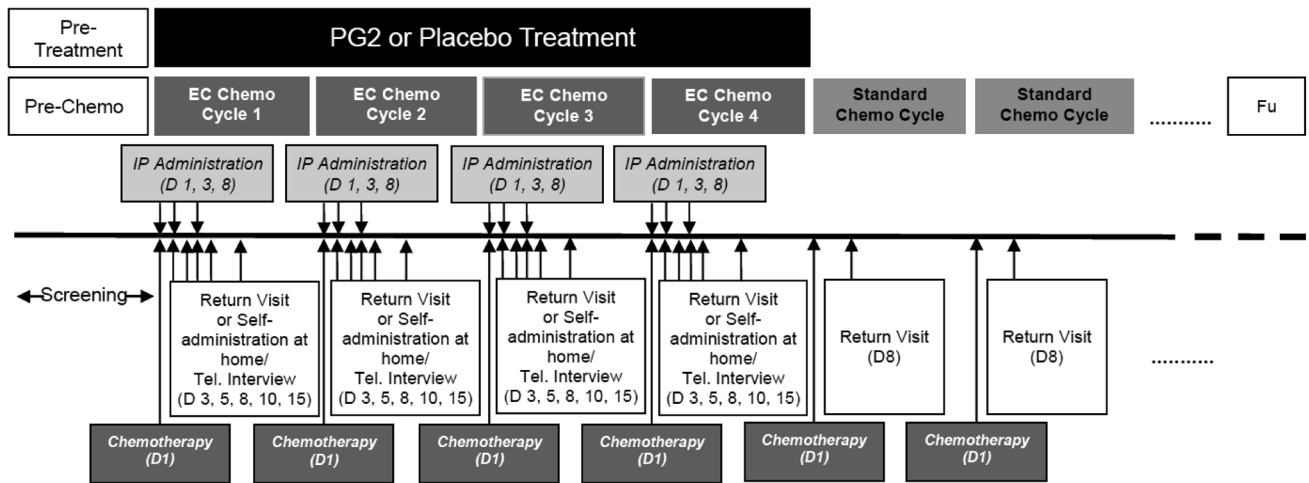 Pre-
Treatment
PG2 or Placebo Treatment
Pre-Chemo
EC Chemo
Cycle 1
EC Chemo
Cycle 2
EC Chemo
Cycle 3
EC Chemo
Cycle 4
Standard
Chemo Cycle
Standard
Chemo Cycle
...........
Fu
IP Administration
(D 1, 3, 8)
IP Administration
(D 1, 3, 8)
IP Administration
(D 1, 3, 8)
IP Administration
(D 1, 3, 8)
Screening
Return Visit
or Self-
administration at
home/
Tel. Interview
(D 3, 5, 8, 10, 15)
Return Visit
or Self-
administration at
home/
Tel. Interview
(D 3, 5, 8, 10, 15)
Return Visit
or Self-
administration at
home/
Tel. Interview
(D 3, 5, 8, 10, 15)
Return Visit
or Self-
administration at
home/
Tel. Interview
(D 3, 5, 8, 10, 15)
Return Visit
(D8)
Return Visit
(D8)
...........
Chemotherapy
(D1)
Chemotherapy
(D1)
Chemotherapy
(D1)
Chemotherapy
(D1)
Chemotherapy
(D1)
Chemotherapy
(D1)